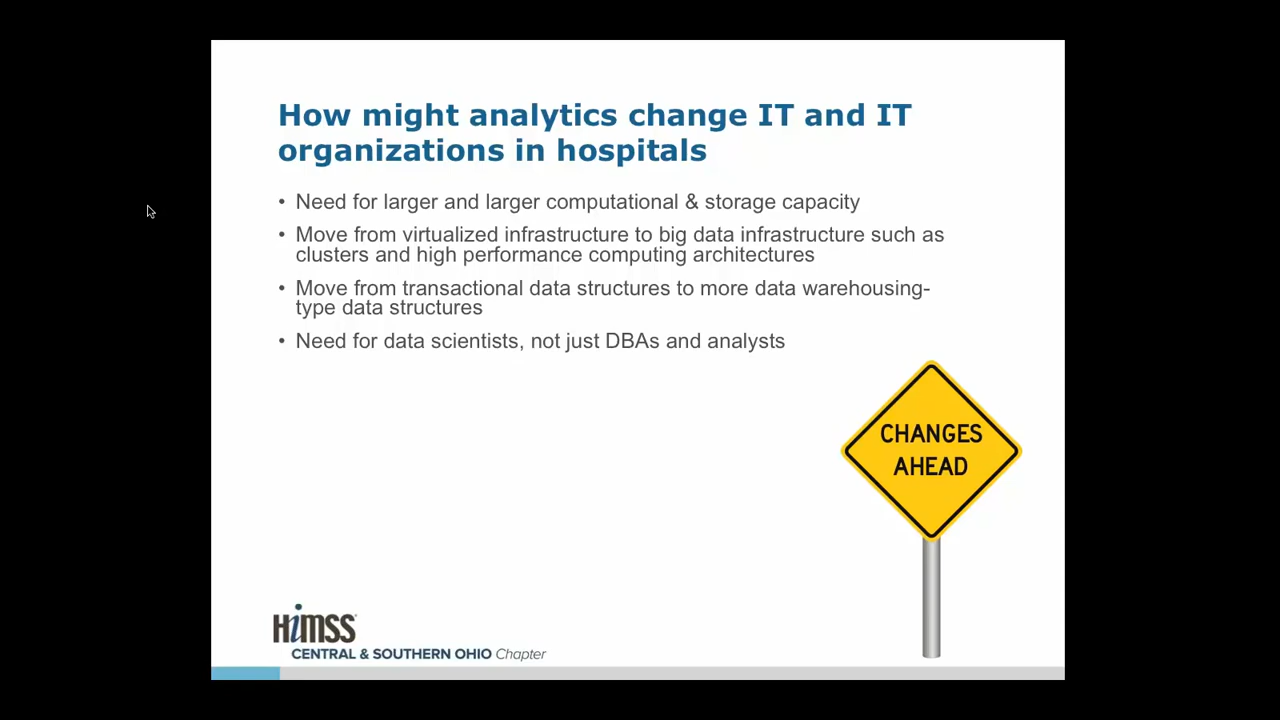 How might analytics change IT and IT
organizations in hospitals
• Need for larger and larger computational & storage capacity
• Move from virtualized infrastructure to big data infrastructure such as
clusters and high performance computing architectures
• Move from transactional data structures to more data warehousing-
type data structures
• Need for data scientists, not just DBAs and analysts
CHANGES
AHEAD
HiMSS
CENTRAL & SOUTHERN OHIO Chapter